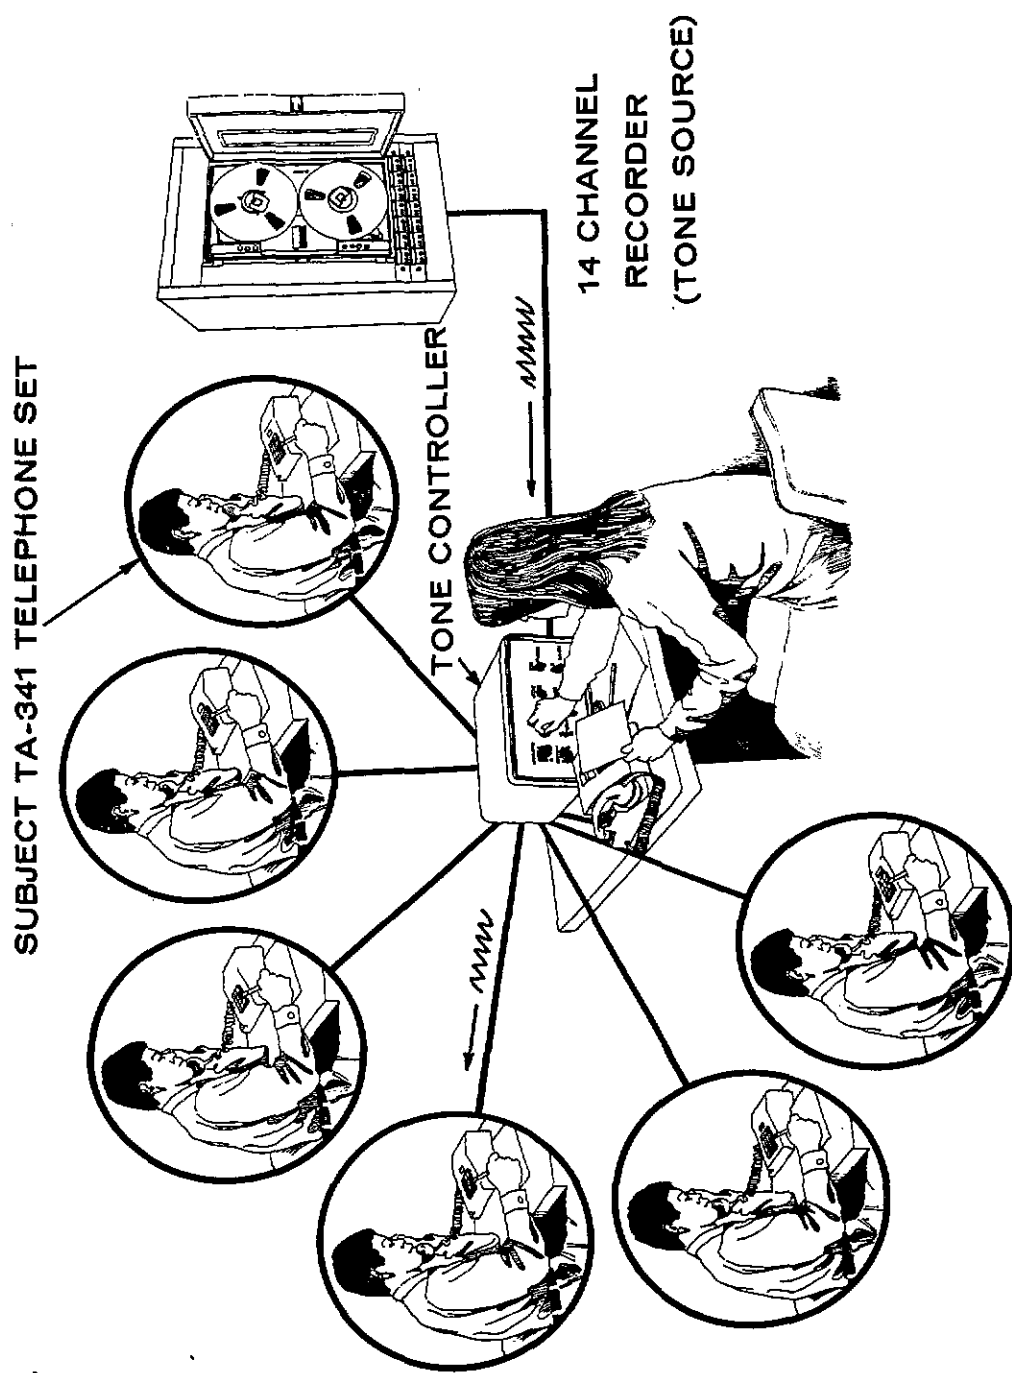 SUBJECT TA-341 TELEPHONE SET
TONE CONTROLLER
14 CHANNEL
RECORDER
(TONE SOURCE)